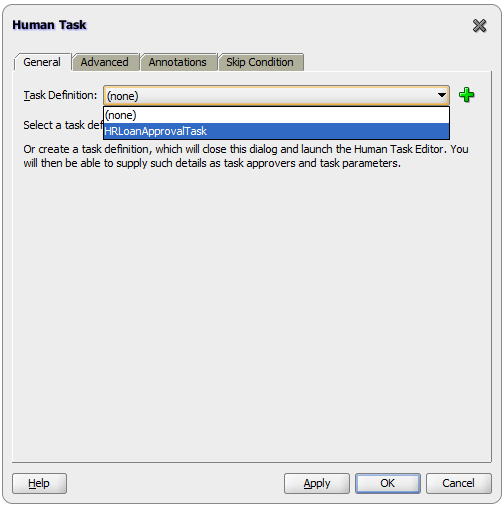 Human Task
General Advanced Annotations Skip Condition
Task Definition: (none)
(none)
HRLoanApprovalTask
Select a task def
Or create a task definition, which will close this dialog and launch the Human Task Editor. You
will then be able to supply such details as task approvers and task parameters.
Help Apply OK Cancel